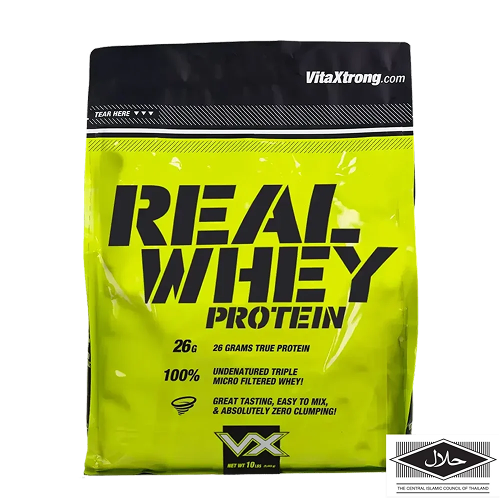 VitaXtrong.com
TEAR HERE
REAL
WHEY
PROTEIN
26G 26 GRAMS TRUE PROTEIN
100% UNDENATURED TRIPLE
MICRO FILTERED WHEY!
GREAT TASTING, EASY TO MIX,
& ABSOLUTELY ZERO CLUMPING!
VX
NET WT 10 LBS
حلال
THE CENTRAL ISLAMIC COUNCIL OF THAILAND